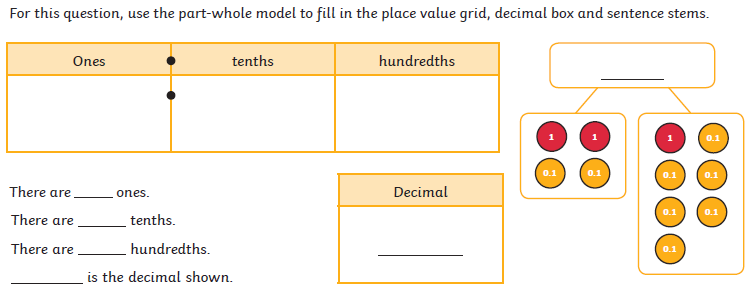 For this question, use the part-whole model to fill in the place value grid, decimal box and sentence stems.
Ones tenths hundredths
1 1 1 0.1
0.1 0.1 0.1 0.1
0.1 0.1
0.1
There are _____ ones.
There are ______ tenths.
There are ______ hundredths.
_________ is the decimal shown.
Decimal